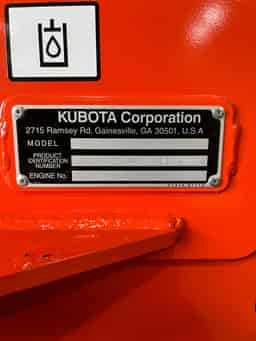 KUBOTA Corporation
2715 Ramsey Rd, Gainesville, GA 30501, U.S.A
MODEL
PRODUCT
IDENTIFICATION
NUMBER
ENGINE No.